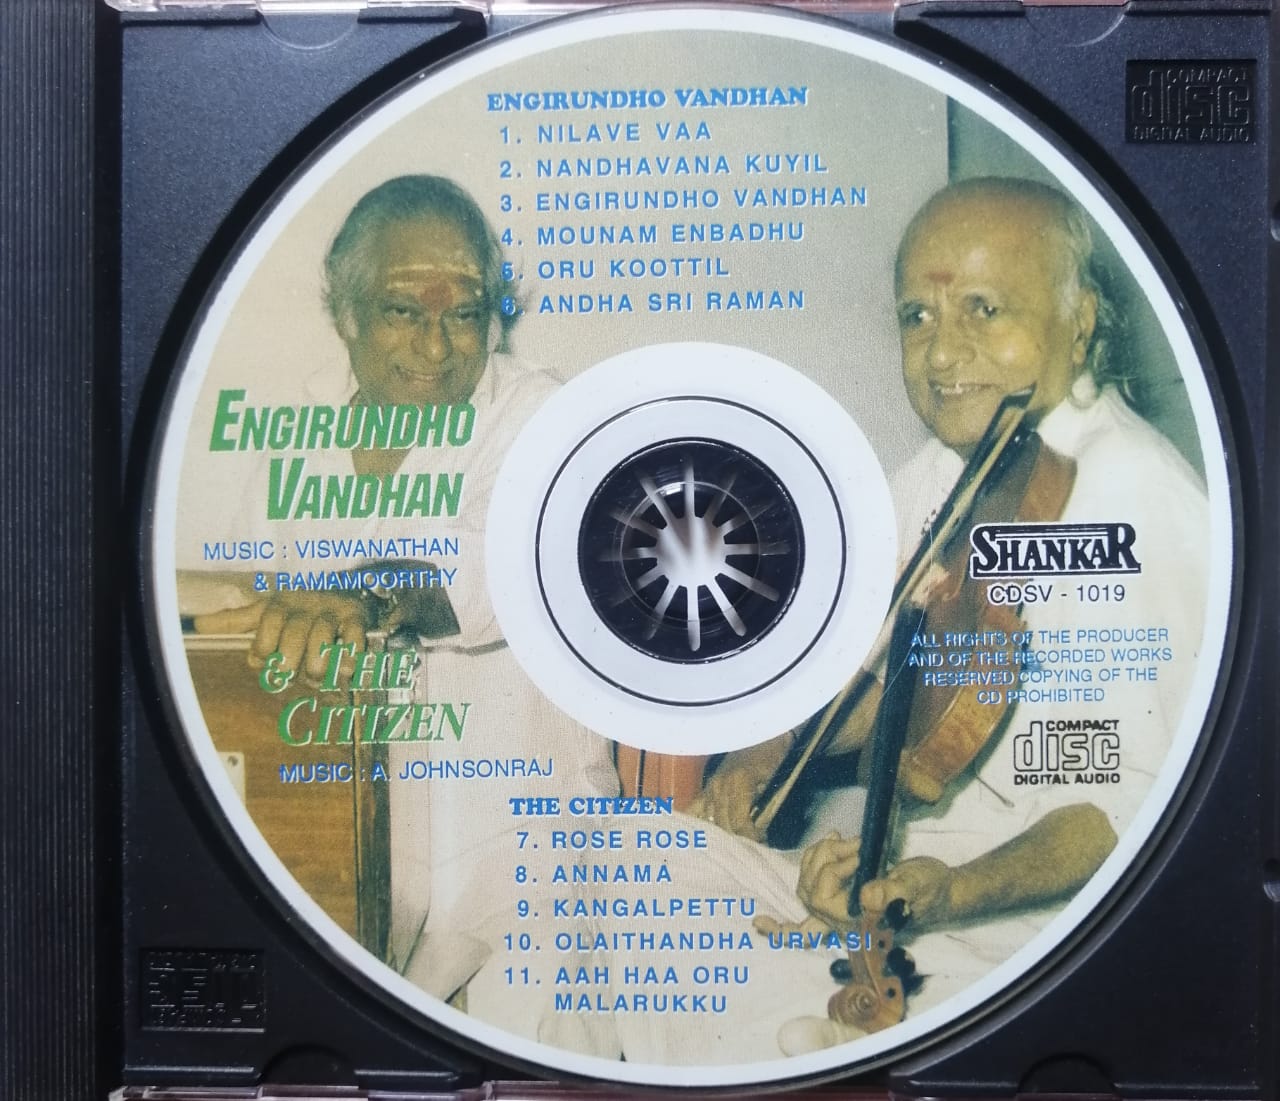 ENGIRUNDHO VANDHAN
1. NILAVE VAA
2. NANDHAVANA KUYIL
3. ENGIRUNDHO VANDHAN
4. MOUNAM ENBADHU
5. ORU KOOTTIL
6. ANDHA SRI RAMAN
ENGIRUNDHO
VANDHAN
MUSIC : VISWANATHAN
& RAMAMOORTHY
& THE
CITIZEN
MUSIC : A. JOHNSONRAJ
THE CITIZEN
7. ROSE ROSE
8. ANNAMA
9. KANGALPETTU
10. OLAITHANDHA URVASI
11. AAH HAA ORU
MALARUKKU
SHANKAR
CDSV - 1019
ALL RIGHTS OF THE PRODUCER
AND OF THE RECORDED WORKS
RESERVED COPYING OF THE
CD PROHIBITED
COMPACT
disc
DIGITAL AUDIO
COMPACT
disc
DIGITAL AUDIO